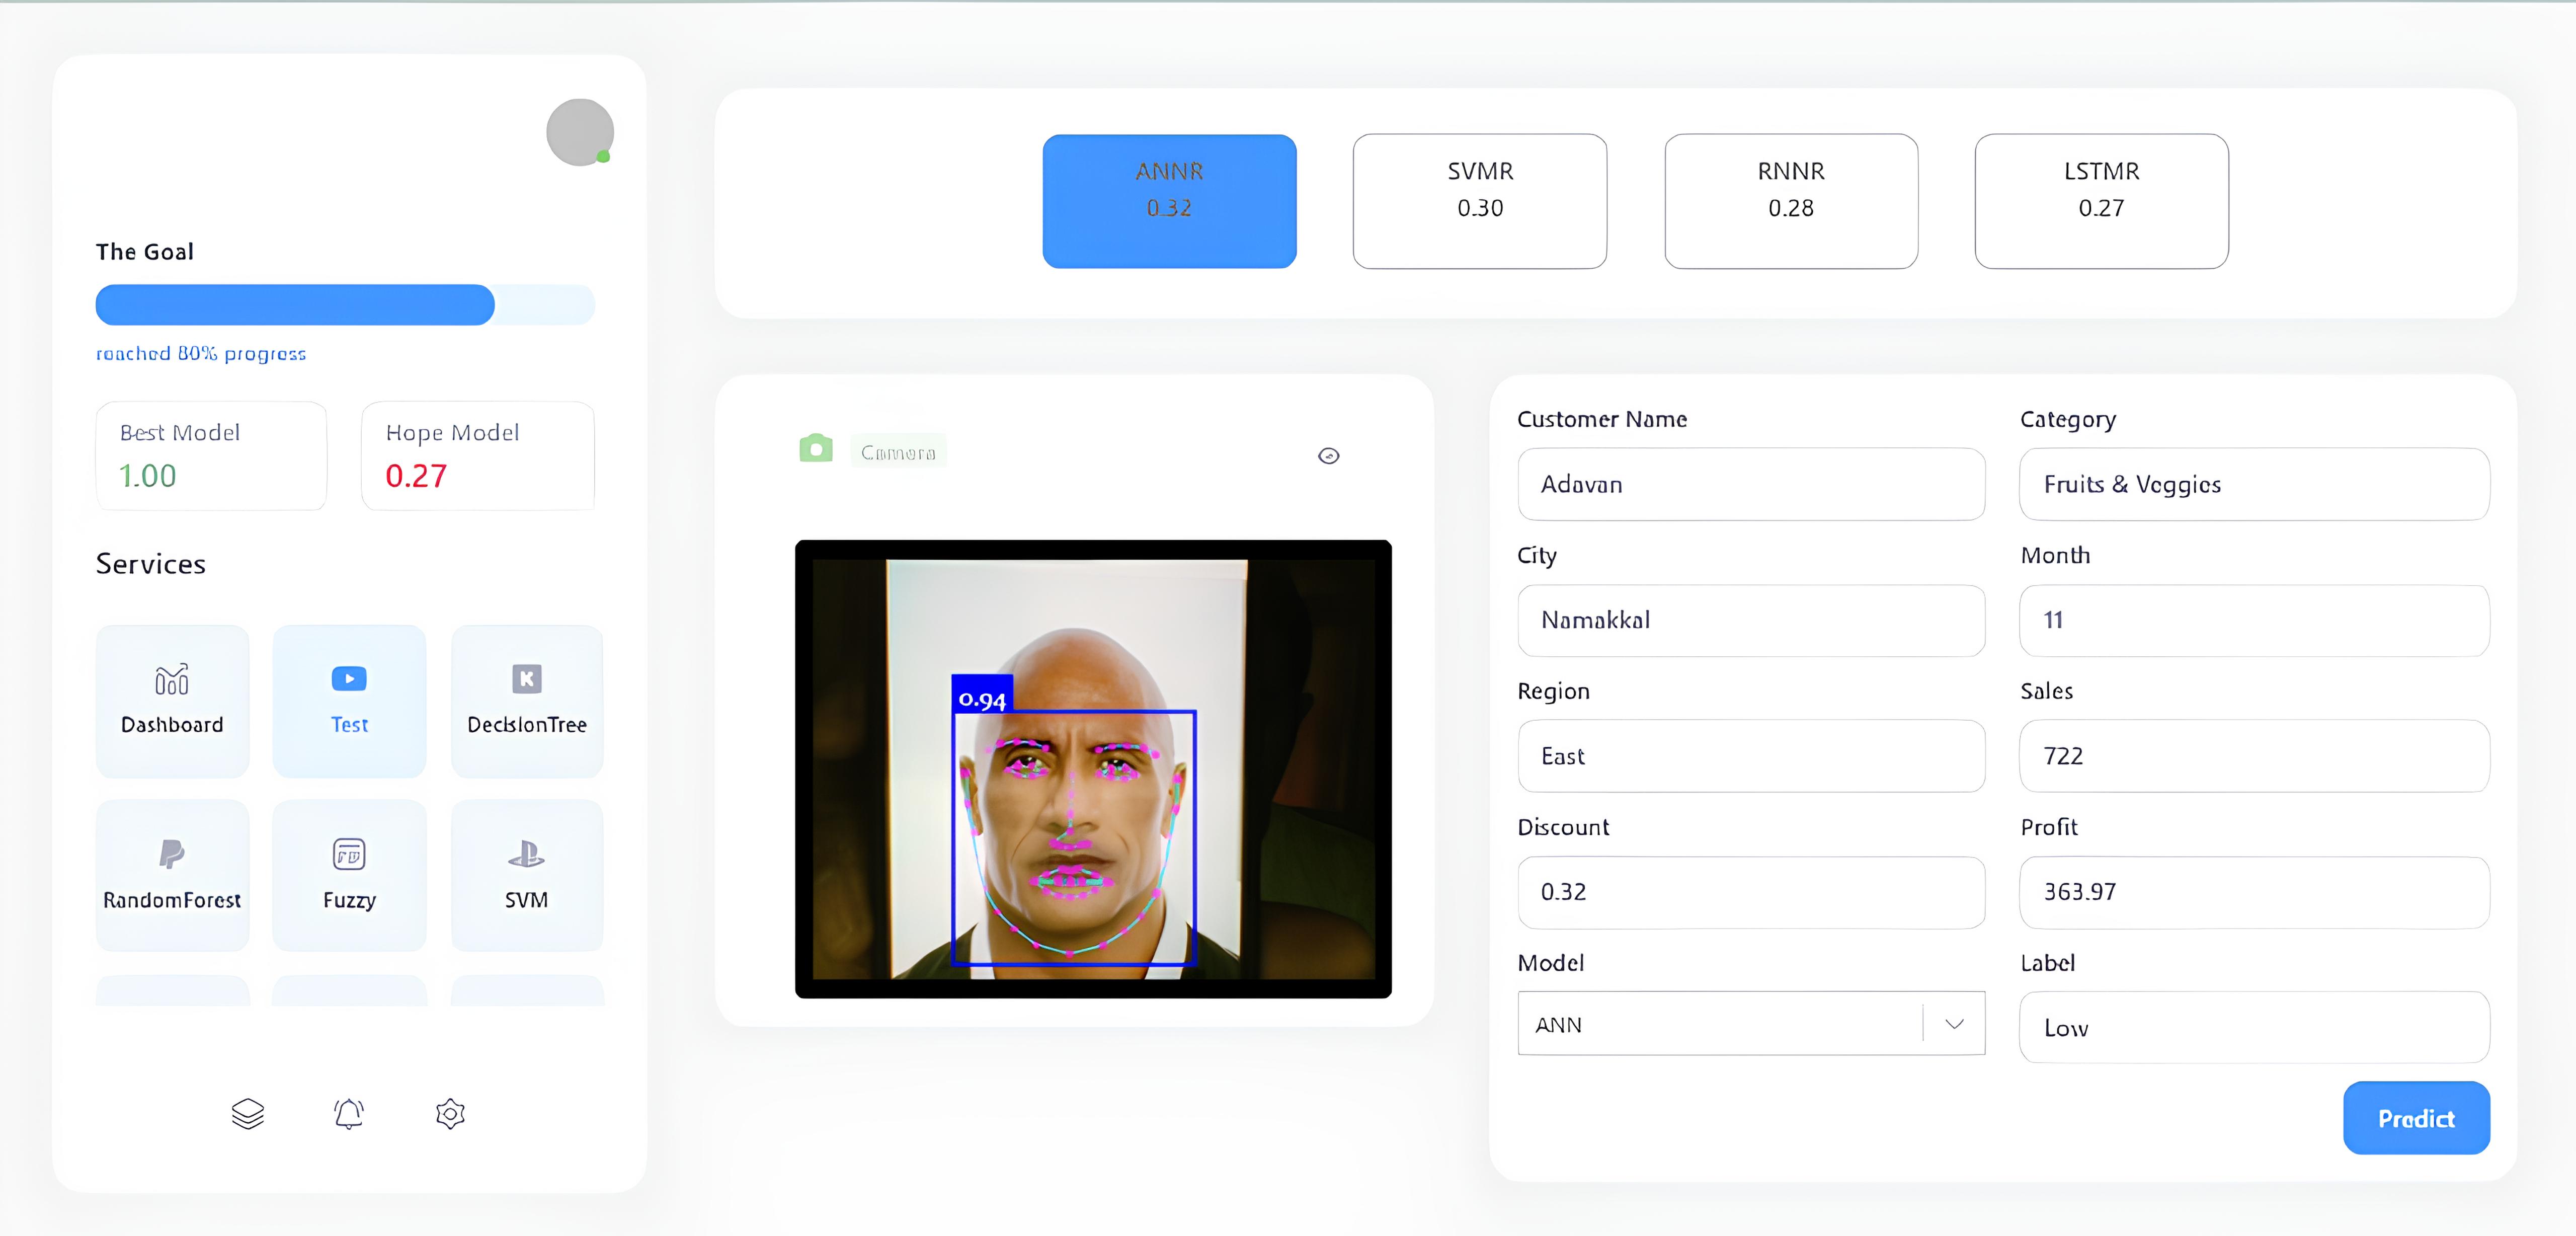 The Goal
reached 80% progress
Best Model
1.00
Hope Model
0.27
Services
Dashboard
Test
DecisionTree
RandomForest
Fuzzy
SVM
ANNR
0.32
SVMR
0.30
RNNR
0.28
LSTMR
0.27
Camera
0.94
Customer Name
Category
Adavan
Fruits & Veggies
City
Month
Namakkal
11
Region
Sales
East
722
Discount
Profit
0.32
363.97
Model
Label
ANN
Low
Predict